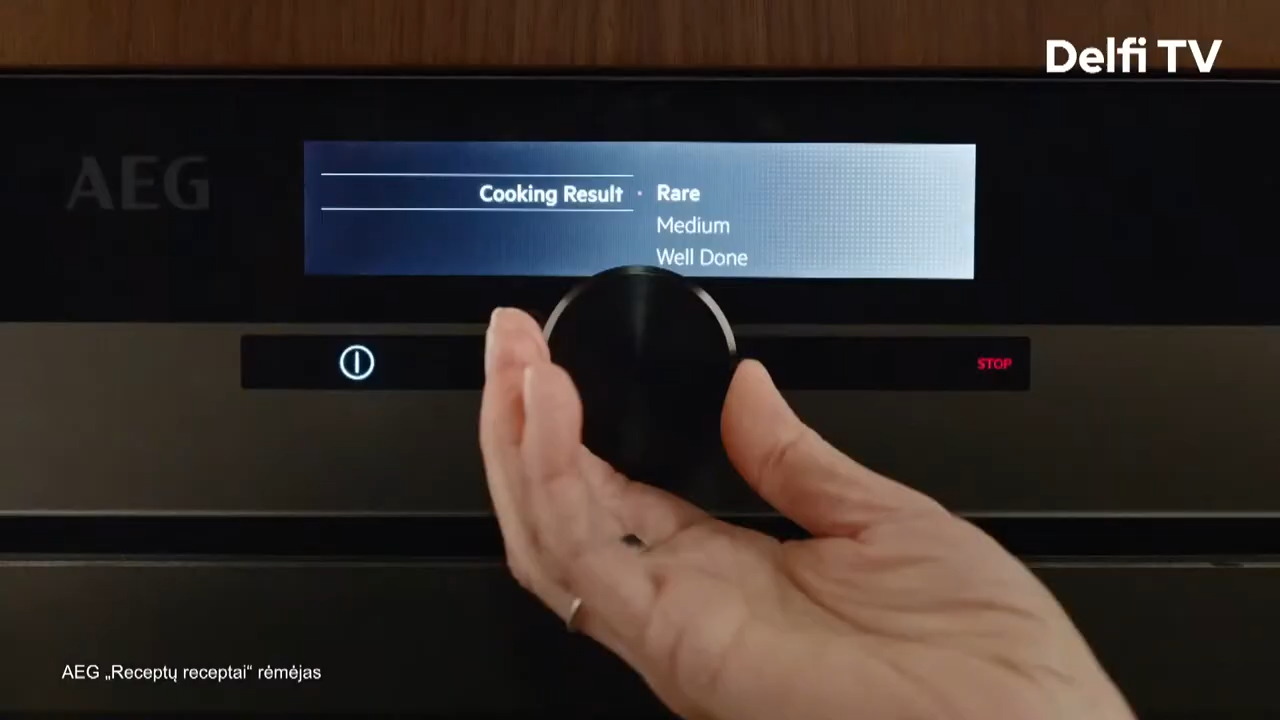 Delfi TV
AEG
Cooking Result · Rare
Medium
Well Done
STOP
AEG „Receptų receptai“ rėmėjas